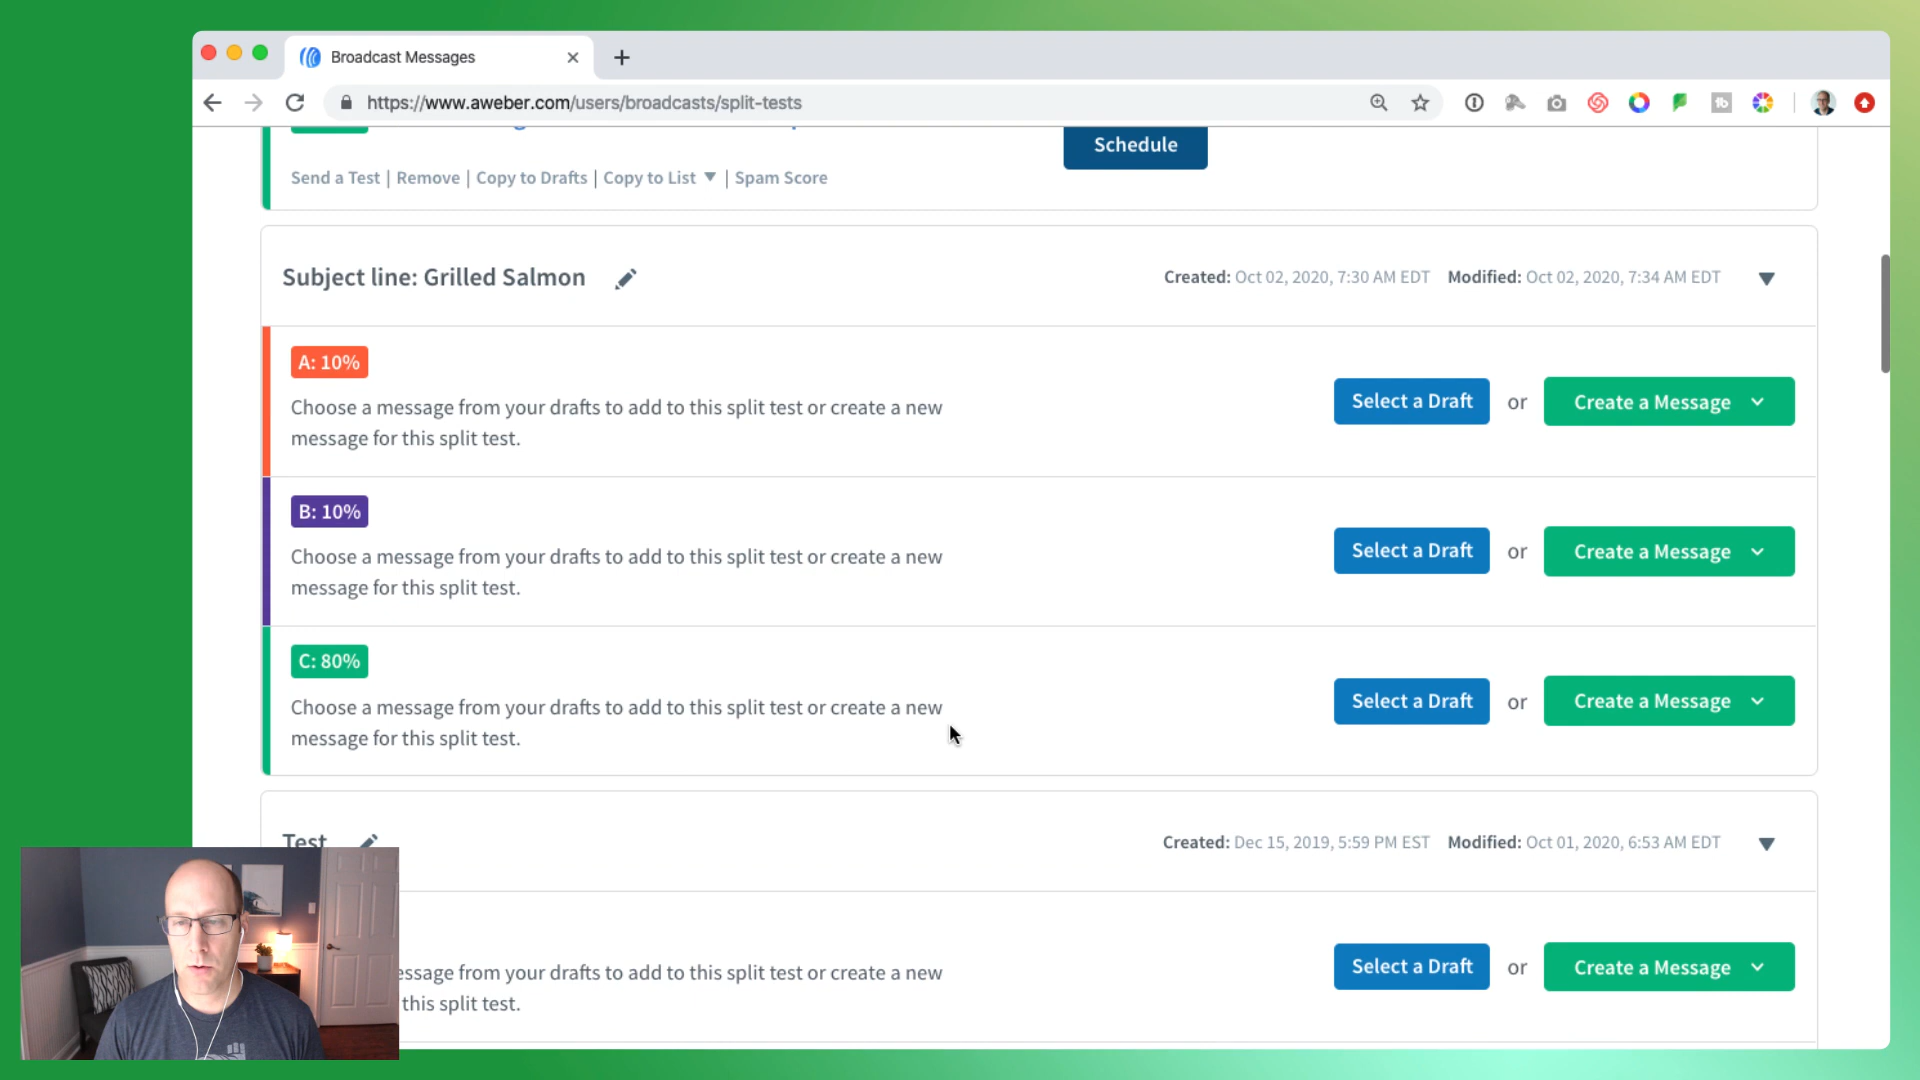 Broadcast Messages
https://www.aweber.com/users/broadcasts/split-tests
Schedule
Send a Test | Remove | Copy to Drafts | Copy to List | Spam Score
Subject line: Grilled Salmon
Created: Oct 02, 2020, 7:30 AM EDT Modified: Oct 02, 2020, 7:34 AM EDT
A: 10%
Choose a message from your drafts to add to this split test or create a new
message for this split test.
Select a Draft or Create a Message
B: 10%
Choose a message from your drafts to add to this split test or create a new
message for this split test.
Select a Draft or Create a Message
C: 80%
Choose a message from your drafts to add to this split test or create a new
message for this split test.
Select a Draft or Create a Message
Test
Created: Dec 15, 2019, 5:59 PM EST Modified: Oct 01, 2020, 6:53 AM EDT
essage from your drafts to add to this split test or create a new
this split test.
Select a Draft or Create a Message